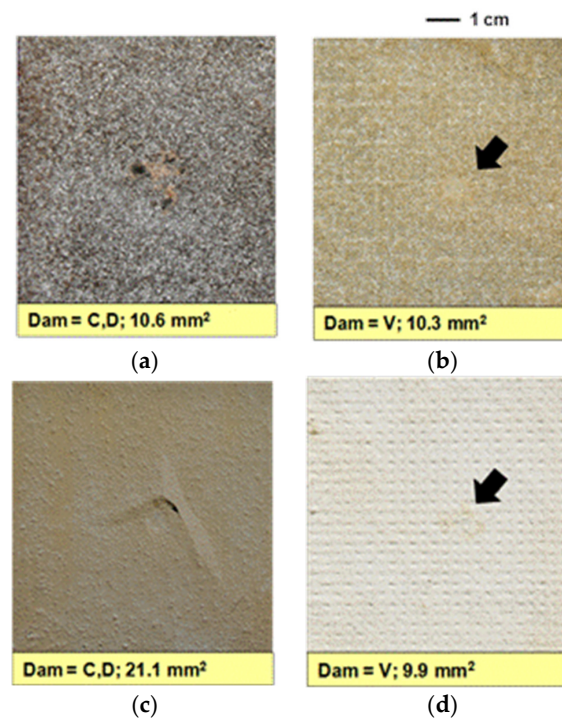 1 cm
Dam = C,D; 10.6 mm²
Dam = V; 10.3 mm²
(a)
(b)
Dam = C,D; 21.1 mm²
Dam = V; 9.9 mm²
(c)
(d)